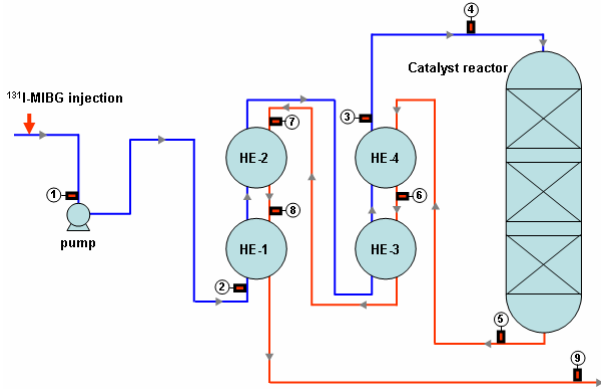 ④
Catalyst reactor
¹³¹I-MIBG injection
③
⑦
HE-2
HE-4
①
⑥
⑧
pump
HE-1
HE-3
②
⑤
⑨